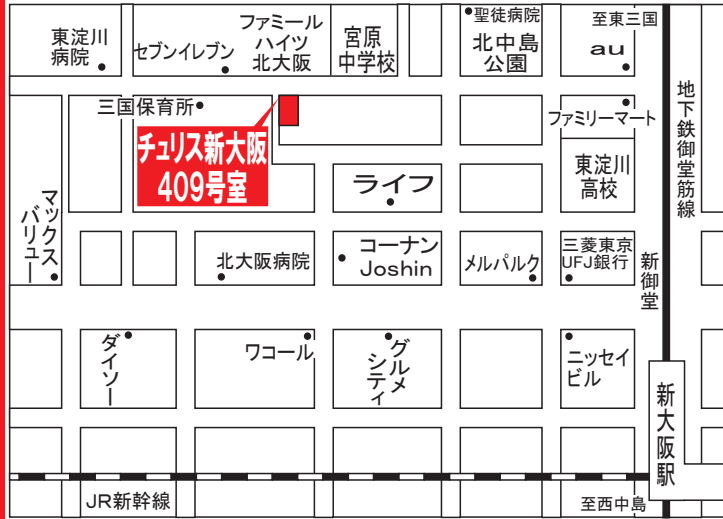 東淀川
病院
セブンイレブン
ファミール
ハイツ
北大阪
宮原
中学校
聖徒病院
北中島
公園
至東三国
au
地下鉄御堂筋線
三国保育所
チュリス新大阪
409号室
ファミリーマート
東淀川
高校
ライフ
マックス
バリュー
北大阪病院
コーナン
Joshin
メルパルク
三菱東京
UFJ銀行
新御堂
ダイソー
ワコール
グルメ
シティ
ニッセイ
ビル
新大阪駅
JR新幹線
至西中島